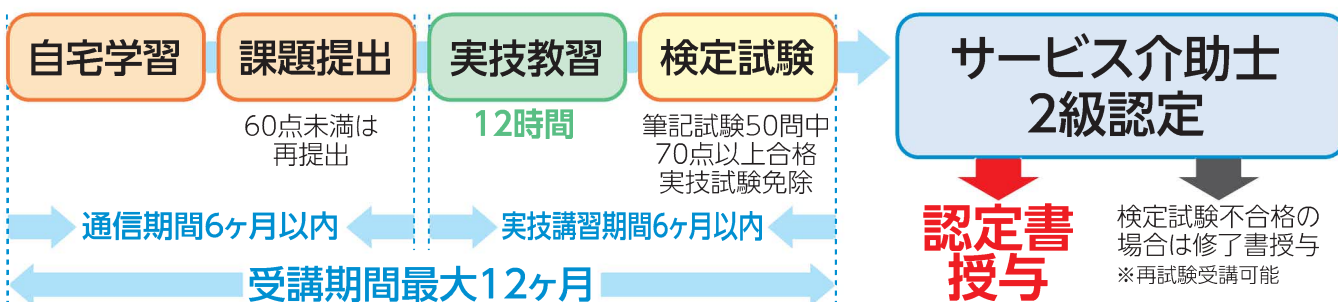 自宅学習
課題提出
実技教習
検定試験
サービス介助士
2級認定
60点未満は
再提出
12時間
筆記試験50問中
70点以上合格
実技試験免除
通信期間6ヶ月以内
実技講習期間6ヶ月以内
受講期間最大12ヶ月
認定書
授与
検定試験不合格の
場合は修了書授与
※再試験受講可能